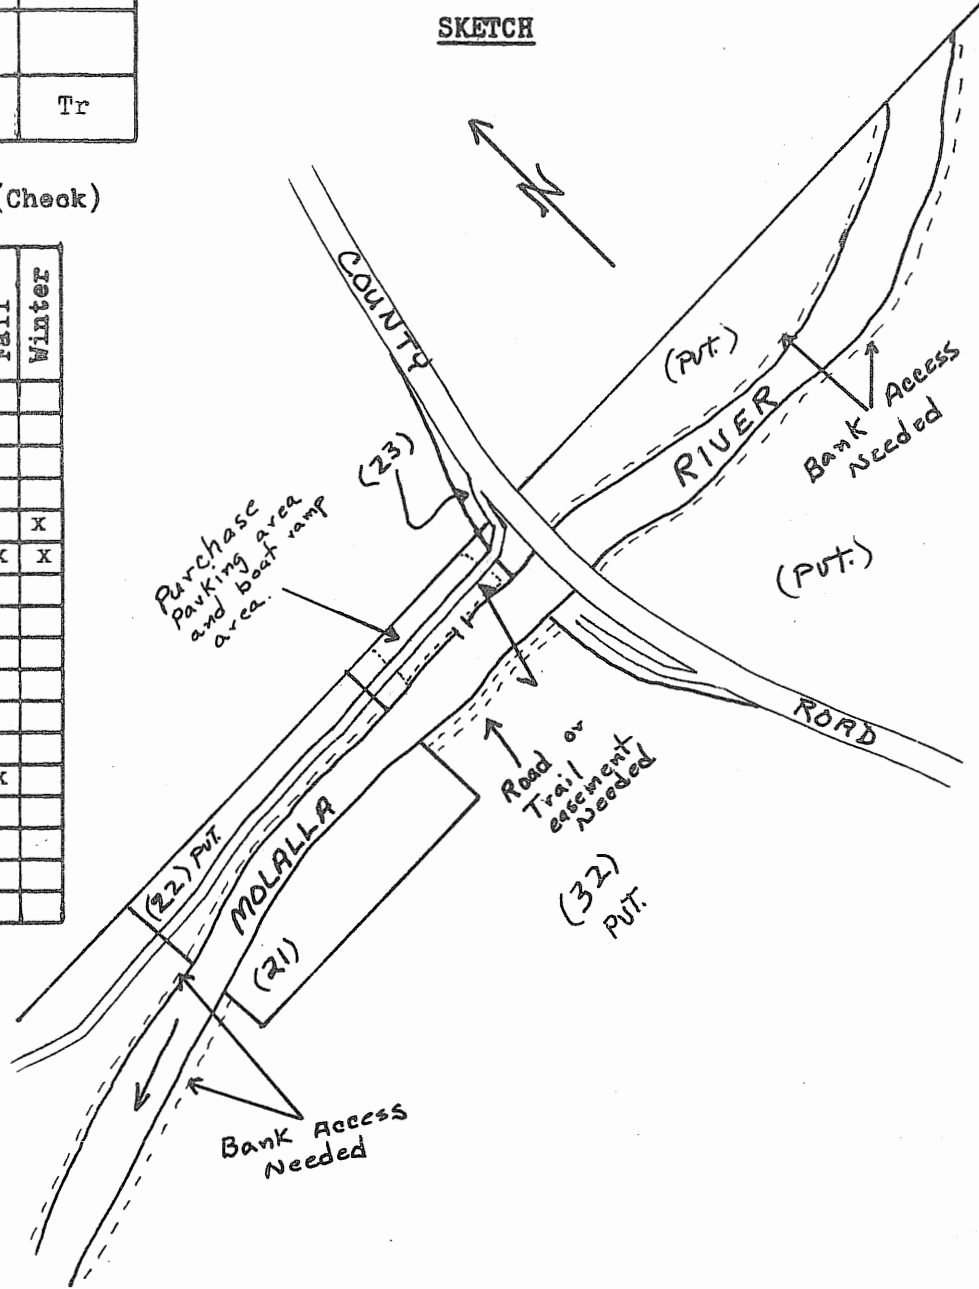 SKETCH
Tr
(Check)
Fall
Winter
X
X
X
X
N
COUNTY
(23)
(Pvt.)
RIVER
Bank Access
Needed
Purchase
Parking area
and boat ramp
area.
(Pvt.)
ROAD
Road or
Trail
easement
Needed
(22) Pvt.
MOLALLA
(21)
(32)
Pvt.
Bank Access
Needed